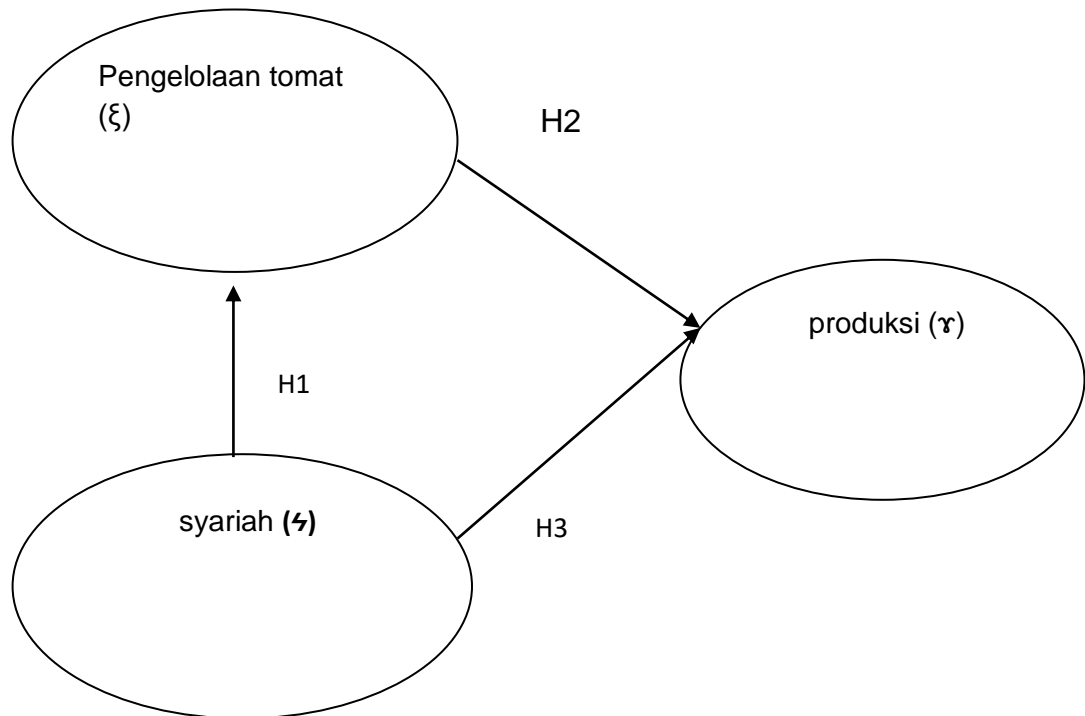 Pengelolaan tomat
(ξ)
H2
produksi (ɤ)
H1
syariah (ϟ)
H3